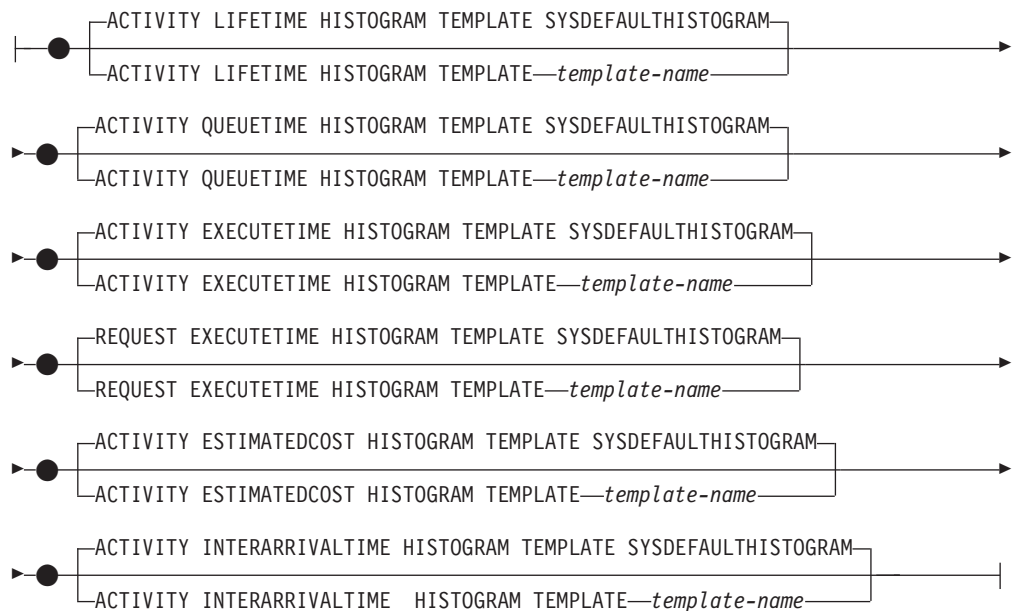 ACTIVITY LIFETIME HISTOGRAM TEMPLATE SYSDEFAULTHISTOGRAM
ACTIVITY LIFETIME HISTOGRAM TEMPLATE template-name
ACTIVITY QUEUETIME HISTOGRAM TEMPLATE SYSDEFAULTHISTOGRAM
ACTIVITY QUEUETIME HISTOGRAM TEMPLATE template-name
ACTIVITY EXECUTETIME HISTOGRAM TEMPLATE SYSDEFAULTHISTOGRAM
ACTIVITY EXECUTETIME HISTOGRAM TEMPLATE template-name
REQUEST EXECUTETIME HISTOGRAM TEMPLATE SYSDEFAULTHISTOGRAM
REQUEST EXECUTETIME HISTOGRAM TEMPLATE template-name
ACTIVITY ESTIMATEDCOST HISTOGRAM TEMPLATE SYSDEFAULTHISTOGRAM
ACTIVITY ESTIMATEDCOST HISTOGRAM TEMPLATE template-name
ACTIVITY INTERARRIVALTIME HISTOGRAM TEMPLATE SYSDEFAULTHISTOGRAM
ACTIVITY INTERARRIVALTIME HISTOGRAM TEMPLATE template-name